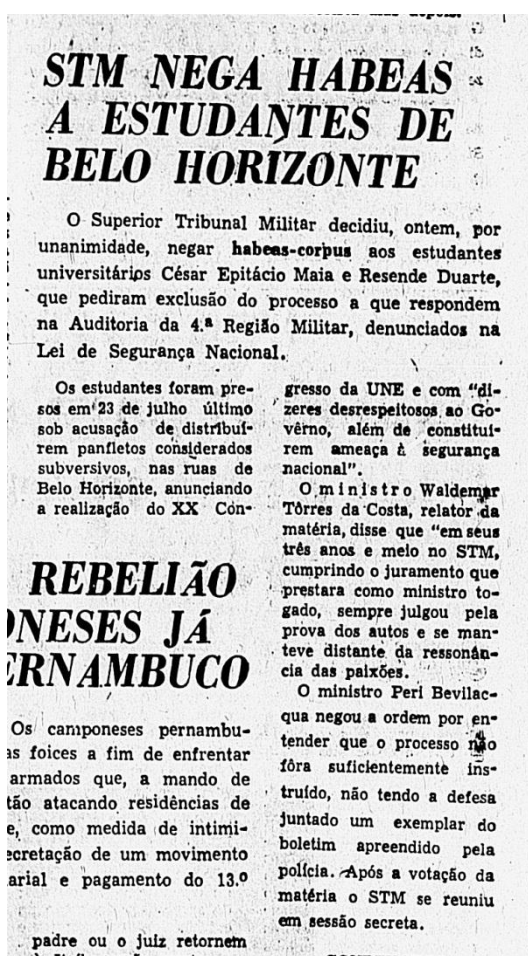 STM NEGA HABEAS
A ESTUDANTES DE
BELO HORIZONTE
O Superior Tribunal Militar decidiu, ontem, por
unanimidade, negar habeas-corpus aos estudantes
universitários César Epitácio Maia e Resende Duarte,
que pediram exclusão do processo a que respondem
na Auditoria da 4.ª Região Militar, denunciados na
Lei de Segurança Nacional.
Os estudantes foram pre-
sos em 23 de julho último
sob acusação de distribuí-
rem panfletos considerados
subversivos, nas ruas de
Belo Horizonte, anunciando
a realização do XX Con-
gresso da UNE e com "di-
zeres desrespeitosos ao Go-
vêrno, além de constituí-
rem ameaça à segurança
nacional".
O ministro Waldemar
Tôrres da Costa, relator da
matéria, disse que "em seus
três anos e meio no STM,
cumprindo o juramento que
prestara como ministro to-
gado, sempre julgou pela
prova dos autos e se man-
teve distante da ressonân-
cia das paixões.
O ministro Peri Bevilac-
qua negou a ordem por en-
tender que o processo não
fôra suficientemente ins-
truído, não tendo a defesa
juntado um exemplar do
boletim apreendido pela
polícia. Após a votação da
matéria o STM se reuniu
em sessão secreta.
REBELIÃO
ONESES JÁ
ERNAMBUCO
Os camponeses pernambu-
as foices a fim de enfrentar
armados que, a mando de
tão atacando residências de
e, como medida de intimi-
ecretação de um movimento
arial e pagamento do 13.º
padre ou o juiz retornem